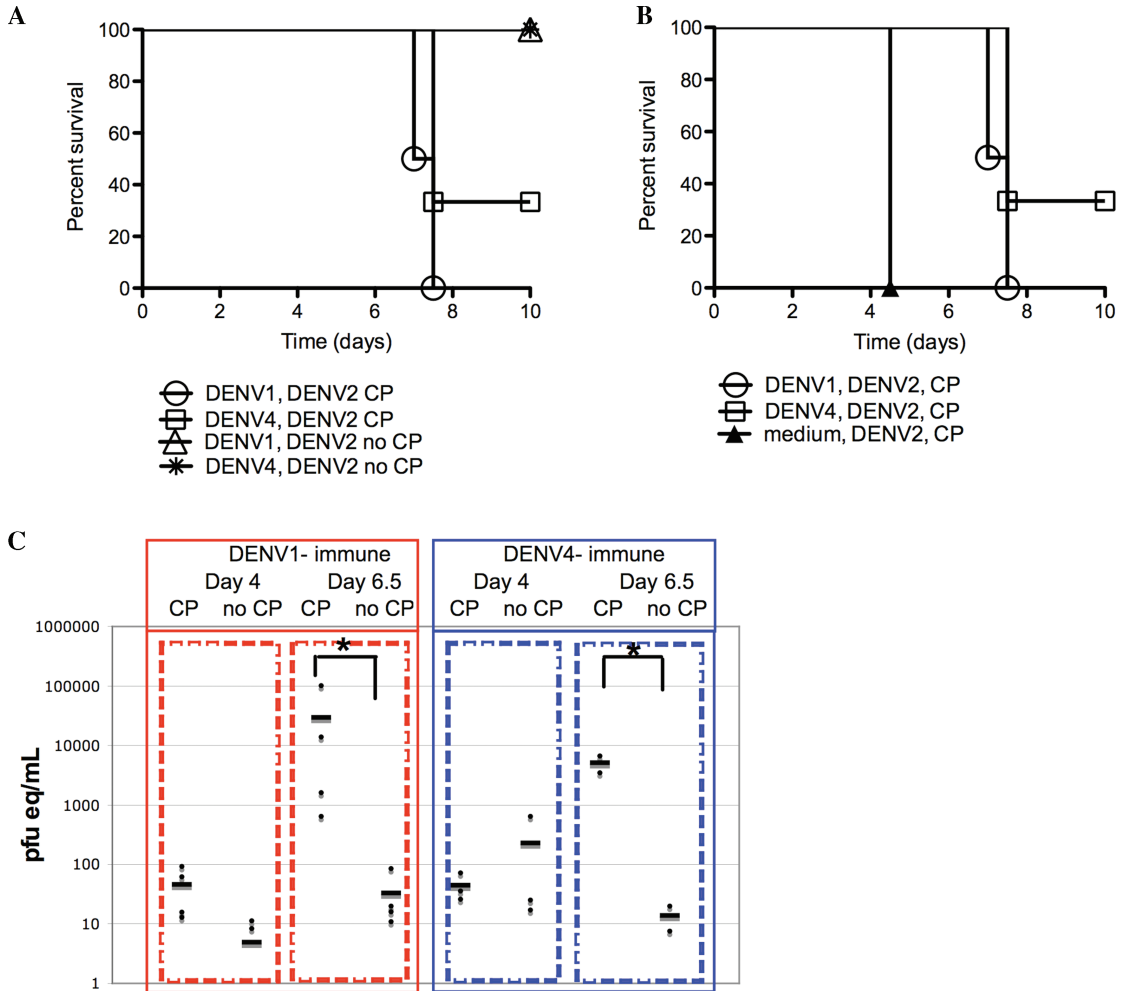 A
100
80
60
40
20
0
Percent survival
0 2 4 6 8 10
Time (days)
DENV1, DENV2 CP
DENV4, DENV2 CP
DENV1, DENV2 no CP
DENV4, DENV2 no CP
B
100
80
60
40
20
0
Percent survival
0 2 4 6 8 10
Time (days)
DENV1, DENV2, CP
DENV4, DENV2, CP
medium, DENV2, CP
C
DENV1- immune
Day 4 Day 6.5
CP no CP CP no CP
DENV4- immune
Day 4 Day 6.5
CP no CP CP no CP
1000000
100000
10000
1000
100
10
1
pfu eq/mL
*
*